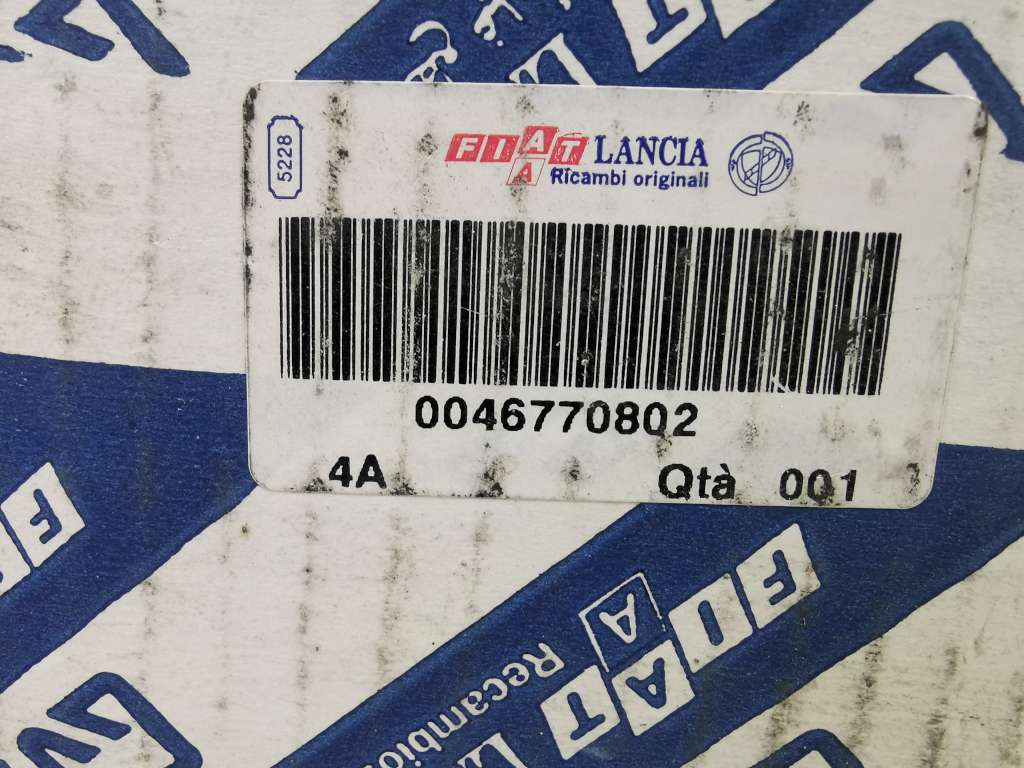 5228
FIAT LANCIA
A
Ricambi originali
0046770802
4A Qtà 001
FIAT
A
Recambios